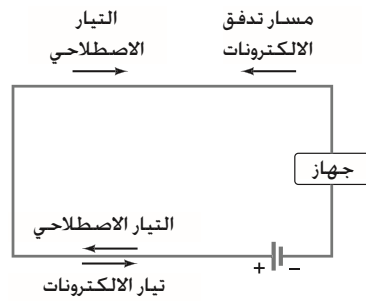 مسار تدفق
الالكترونات
التيار
الاصطلاحي
جهاز
التيار الاصطلاحي
+ −
تيار الالكترونات